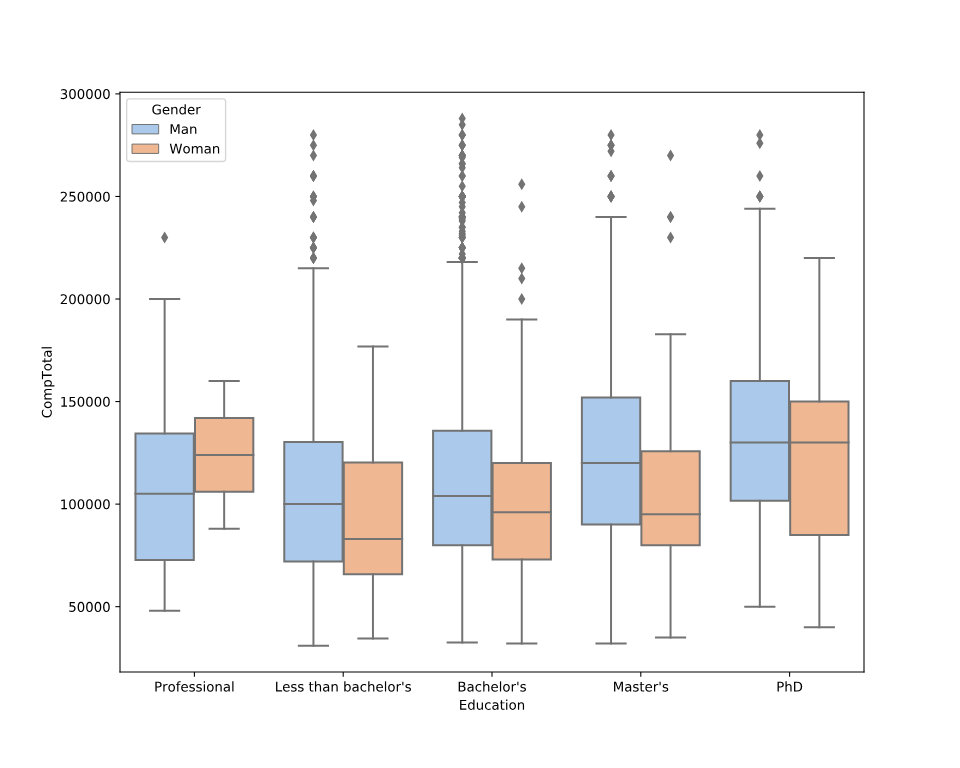 Gender
Man
Woman
300000
250000
200000
150000
100000
50000
CompTotal
Professional
Less than bachelor's
Bachelor's
Master's
PhD
Education